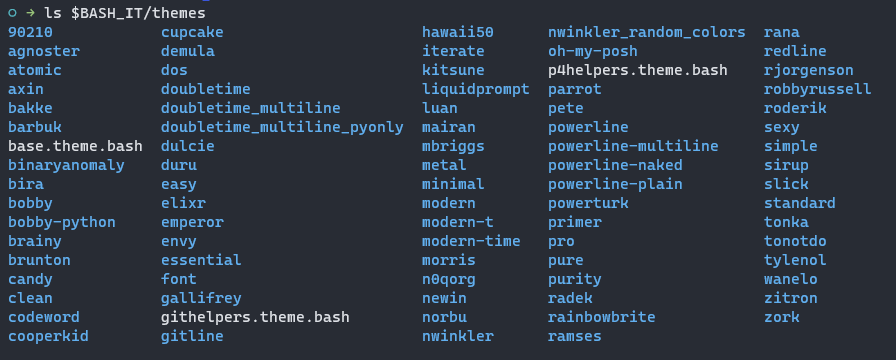 ○ → ls $BASH_IT/themes
90210 cupcake hawaii50 nwinkler_random_colors rana
agnoster demula iterate oh-my-posh redline
atomic dos kitsune p4helpers.theme.bash rjorgenson
axin doubletime liquidprompt parrot robbyrussell
bakke doubletime_multiline luan pete roderik
barbuk doubletime_multiline_pyonly mairan powerline sexy
base.theme.bash dulcie mbriggs powerline-multiline simple
binaryanomaly duru metal powerline-naked sirup
bira easy minimal powerline-plain slick
bobby elixr modern powerturk standard
bobby-python emperor modern-t primer tonka
brainy envy modern-time pro tonotdo
brunton essential morris pure tylenol
candy font n0qorg purity wanelo
clean gallifrey newin radek zitron
codeword githelpers.theme.bash norbu rainbowbrite zork
cooperkid gitline nwinkler ramses